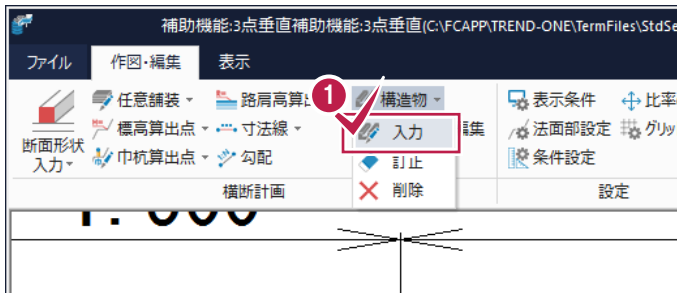 補助機能:3点垂直補助機能:3点垂直(C:\FCAPP\TREND-ONE\TermFiles\StdSe
ファイル 作図・編集 表示
任意舗装 路肩高算 1 構造物 表示条件 比率
断面形状 標高算出点 寸法線 入力 編集 法面部設定 グリッ
入力 巾杭算出点 勾配 訂正 条件設定
横断計画 削除 設定
1: